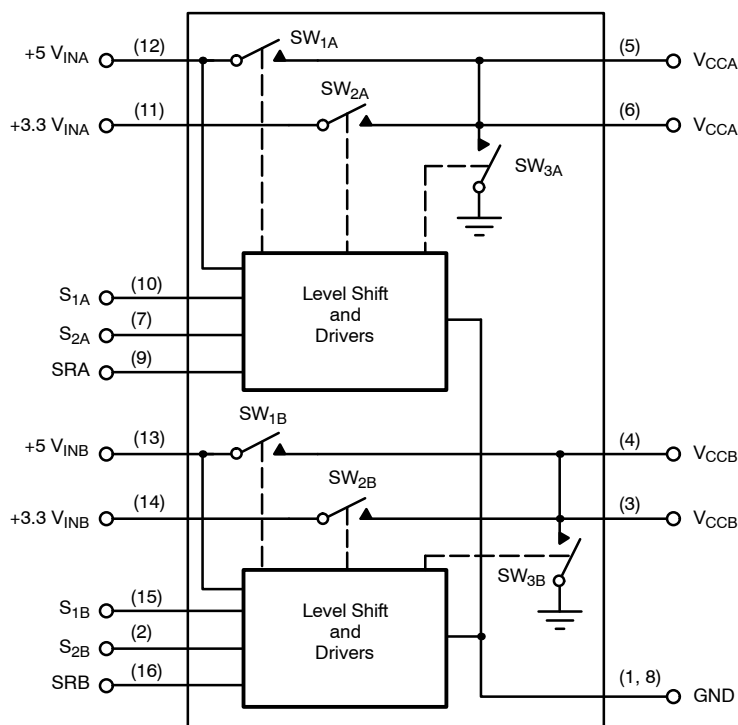 +5 V_INA (12) SW_1A (5) V_CCA
+3.3 V_INA (11) SW_2A (6) V_CCA
SW_3A
S_1A (10)
S_2A (7)
SRA (9)
Level Shift
and
Drivers
+5 V_INB (13) SW_1B (4) V_CCB
+3.3 V_INB (14) SW_2B (3) V_CCB
SW_3B
S_1B (15)
S_2B (2)
SRB (16)
Level Shift
and
Drivers
(1, 8) GND